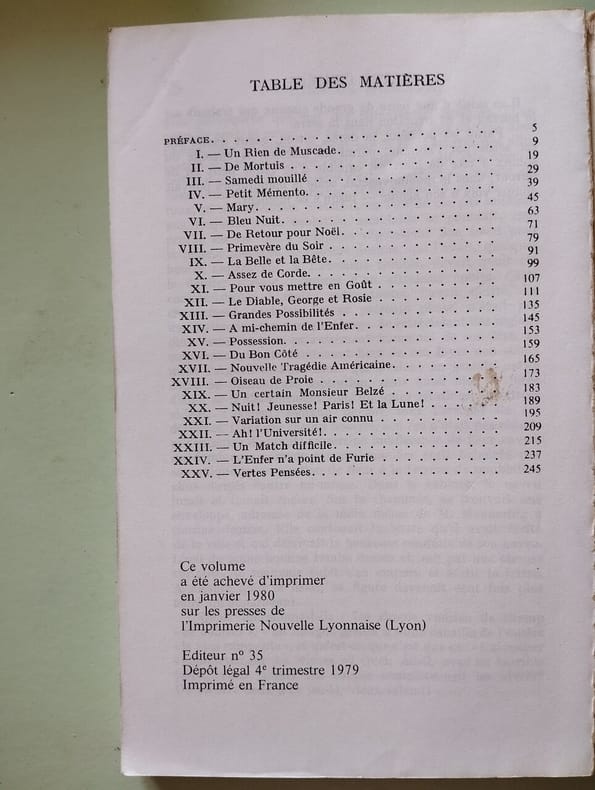 TABLE DES MATIÈRES
PRÉFACE. . . . . . . . . . . . . . . . . . . . . . . . . 5
I. — Un Rien de Muscade. . . . . . . . . . . . 9
II. — De Mortuis . . . . . . . . . . . . . . . 19
III. — Samedi mouillé . . . . . . . . . . . . . 29
IV. — Petit Mémento. . . . . . . . . . . . . . 39
V. — Mary. . . . . . . . . . . . . . . . . . 45
VI. — Bleu Nuit. . . . . . . . . . . . . . . . 63
VII. — De Retour pour Noël. . . . . . . . . . . 71
VIII. — Primevère du Soir . . . . . . . . . . . . 79
IX. — La Belle et la Bête. . . . . . . . . . . . 91
X. — Assez de Corde. . . . . . . . . . . . . . 99
XI. — Pour vous mettre en Goût . . . . . . . . . 107
XII. — Le Diable, George et Rosie . . . . . . . . . 111
XIII. — Grandes Possibilités . . . . . . . . . . . 135
XIV. — A mi-chemin de l'Enfer. . . . . . . . . . . 145
XV. — Possession. . . . . . . . . . . . . . . . 153
XVI. — Du Bon Côté . . . . . . . . . . . . . . 159
XVII. — Nouvelle Tragédie Américaine. . . . . . . . 165
XVIII. — Oiseau de Proie . . . . . . . . . . . . . 173
XIX. — Un certain Monsieur Belzé . . . . . . . . . 183
XX. — Nuit! Jeunesse! Paris! Et la Lune! . . . . . 189
XXI. — Variation sur un air connu . . . . . . . . . 195
XXII. — Ah! l'Université!. . . . . . . . . . . . . 209
XXIII. — Un Match difficile. . . . . . . . . . . . . 215
XXIV. — L'Enfer n'a point de Furie . . . . . . . . . 237
XXV. — Vertes Pensées. . . . . . . . . . . . . . 245
Ce volume
a été achevé d'imprimer
en janvier 1980
sur les presses de
l'Imprimerie Nouvelle Lyonnaise (Lyon)
Editeur n° 35
Dépôt légal 4e trimestre 1979
Imprimé en France